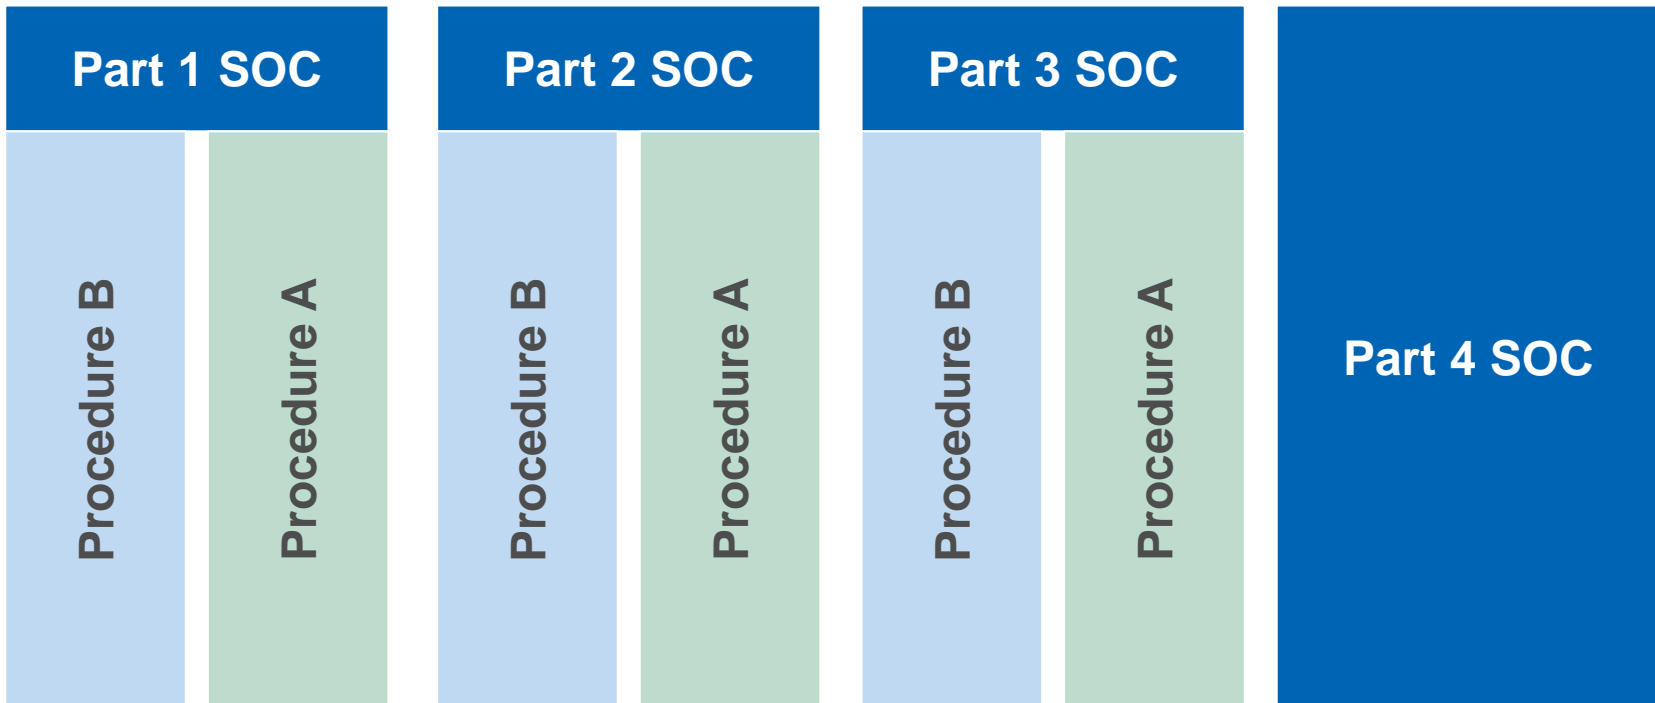 Part 1 SOC
Procedure B
Procedure A
Part 2 SOC
Procedure B
Procedure A
Part 3 SOC
Procedure B
Procedure A
Part 4 SOC